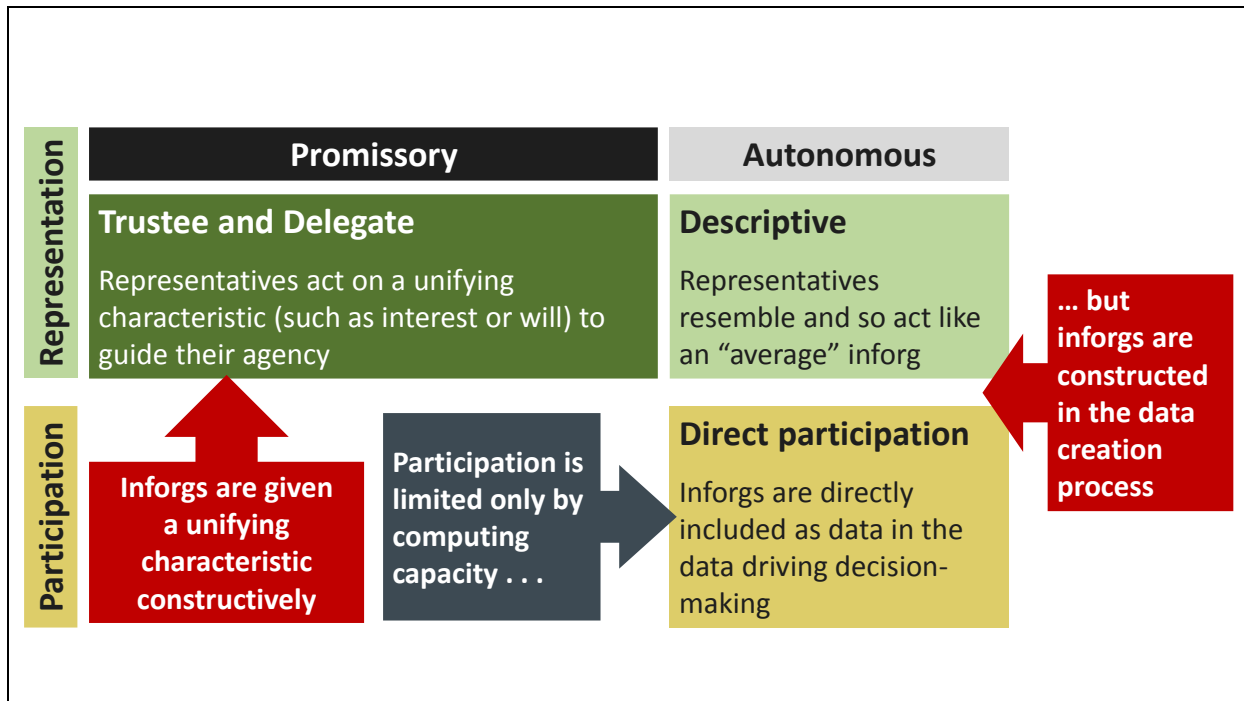 Representation
Promissory
Autonomous
Trustee and Delegate
Representatives act on a unifying
characteristic (such as interest or will) to
guide their agency
Descriptive
Representatives
resemble and so act like
an “average” inforg
… but
inforgs are
constructed
in the data
creation
process
Participation
Inforgs are given
a unifying
characteristic
constructively
Participation is
limited only by
computing
capacity . . .
Direct participation
Inforgs are directly
included as data in the
data driving decision-
making